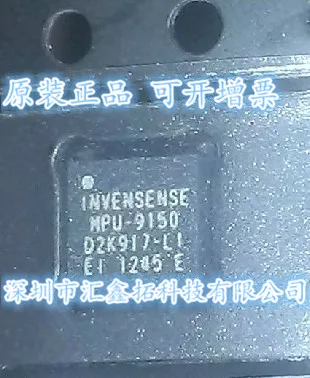 原装正品 可开增票
INVENSENSE
MPU-9150
D2K917-L1
EI 1245 E
深圳市汇鑫拓科技有限公司